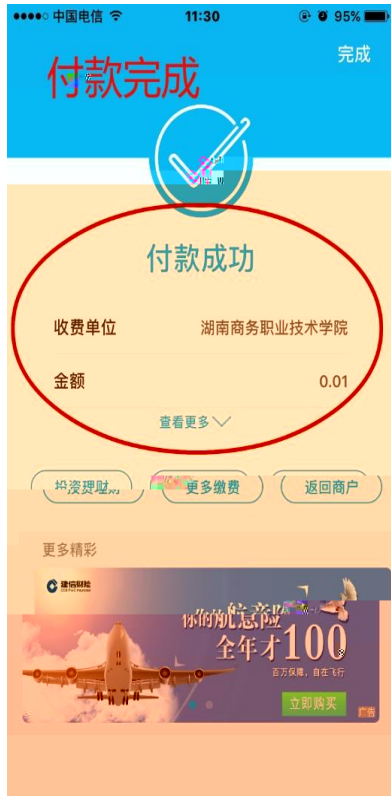 中国电信 11:30 95%
完成
付款完成
付款成功
收费单位 湖南商务职业技术学院
金额 0.01
查看更多
投资理财 更多缴费 返回商户
更多精彩
建信财险
你的航意险
全年才100
百万保障，自在飞行
立即购买
广告